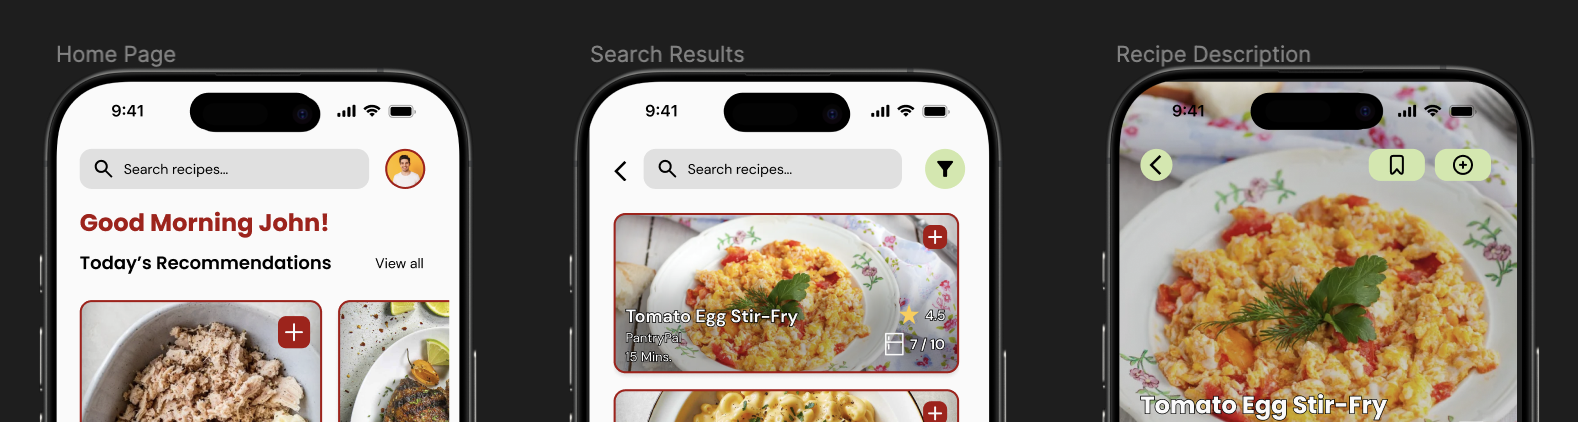 Home Page
9:41
Search recipes...
Good Morning John!
Today's Recommendations
View all
Search Results
9:41
Search recipes...
Tomato Egg Stir-Fry
4.5
PantryPal
7 / 10
15 Mins.
Recipe Description
9:41
Tomato Egg Stir-Fry